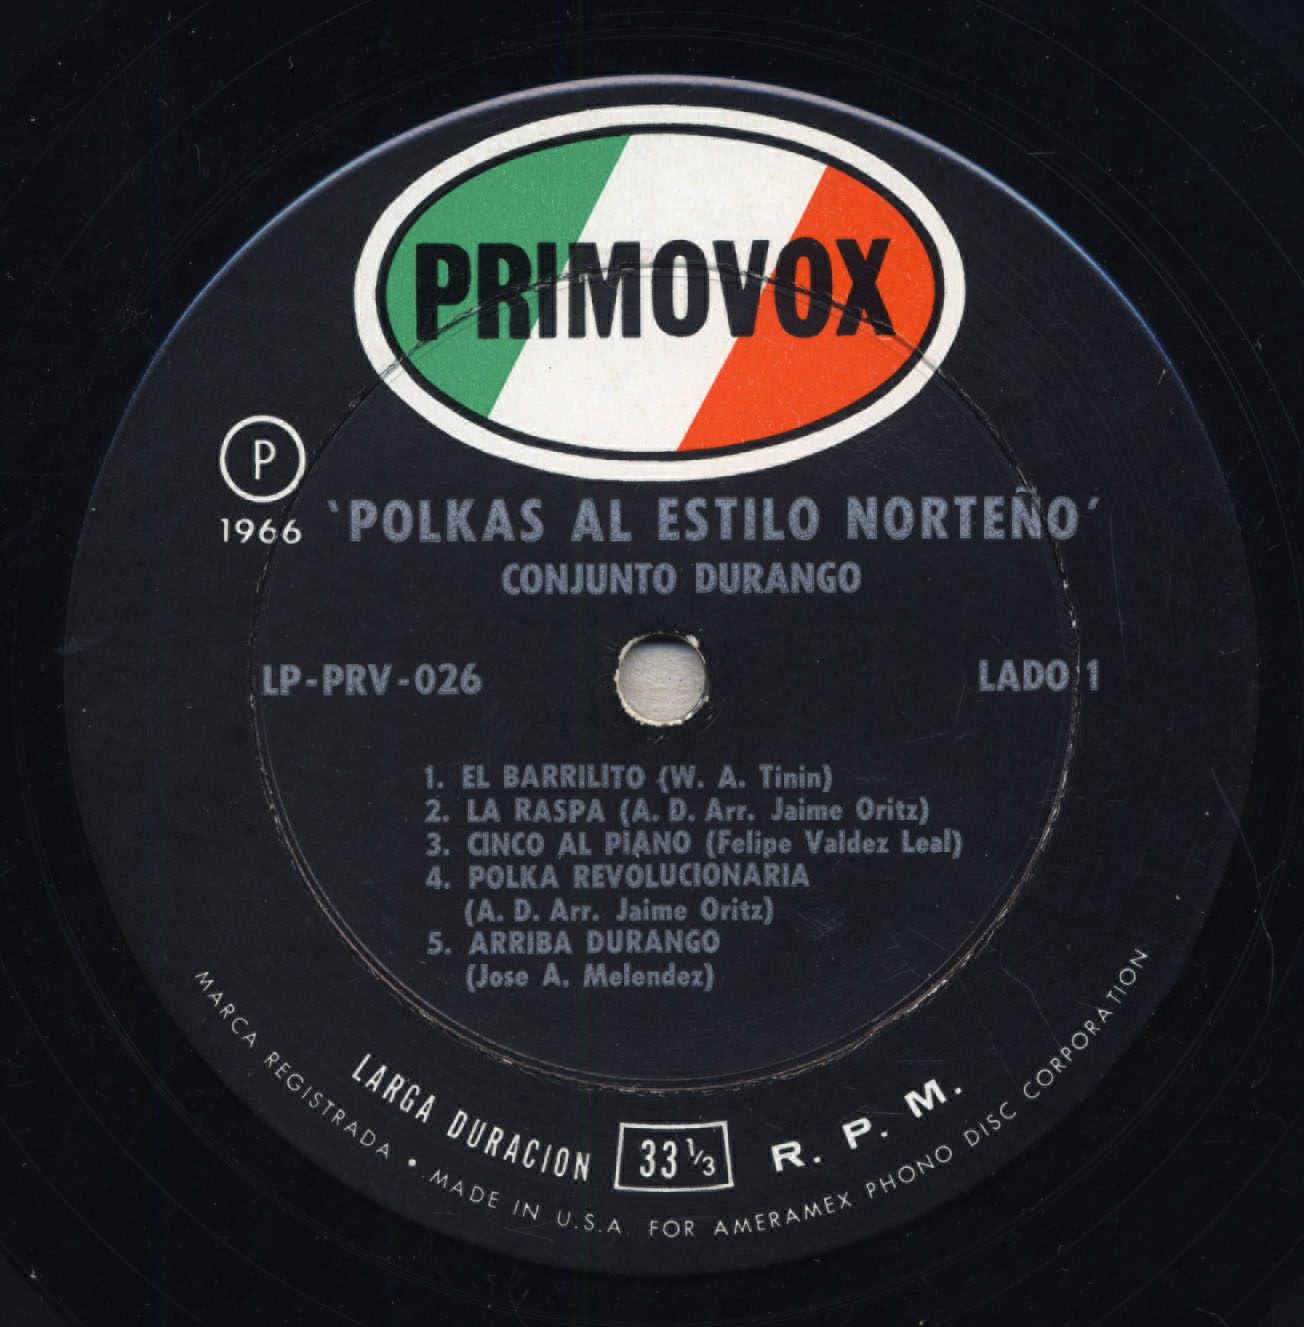 PRIMOVOX
P
1966
'POLKAS AL ESTILO NORTEÑO'
CONJUNTO DURANGO
LP-PRV-026
LADO 1
1. EL BARRILITO (W. A. Tinin)
2. LA RASPA (A. D. Arr. Jaime Oritz)
3. CINCO AL PIANO (Felipe Valdez Leal)
4. POLKA REVOLUCIONARIA
(A. D. Arr. Jaime Oritz)
5. ARRIBA DURANGO
(Jose A. Melendez)
LARGA DURACION 33 1/3 R. P. M.
MARCA REGISTRADA • MADE IN U.S.A. FOR AMERAMEX PHONO DISC CORPORATION